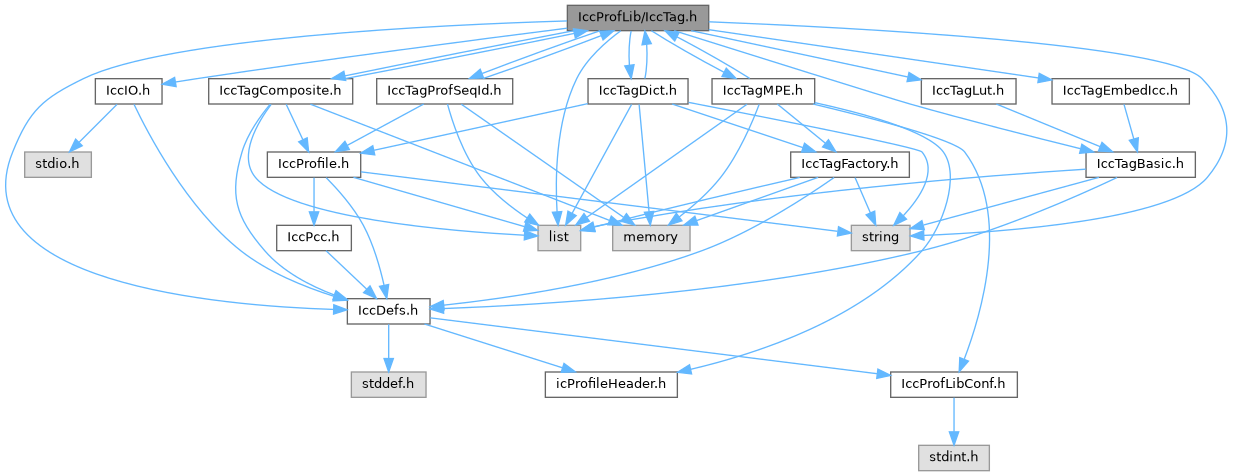 IccProfLib/IccTag.h
IccIO.h
IccTagComposite.h
IccTagProfSeqId.h
IccTagDict.h
IccTagMPE.h
IccTagLut.h
IccTagEmbedIcc.h
stdio.h
IccProfile.h
IccTagFactory.h
IccTagBasic.h
IccPcc.h
list
memory
string
IccDefs.h
stddef.h
icProfileHeader.h
IccProfLibConf.h
stdint.h